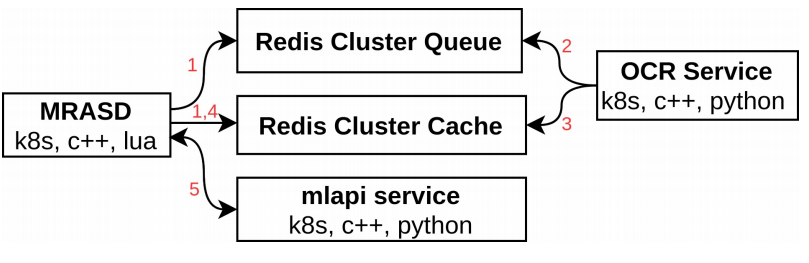 Redis Cluster Queue
1
2
OCR Service
k8s, c++, python
MRASD
k8s, c++, lua
1,4
Redis Cluster Cache
3
5
mlapi service
k8s, c++, python